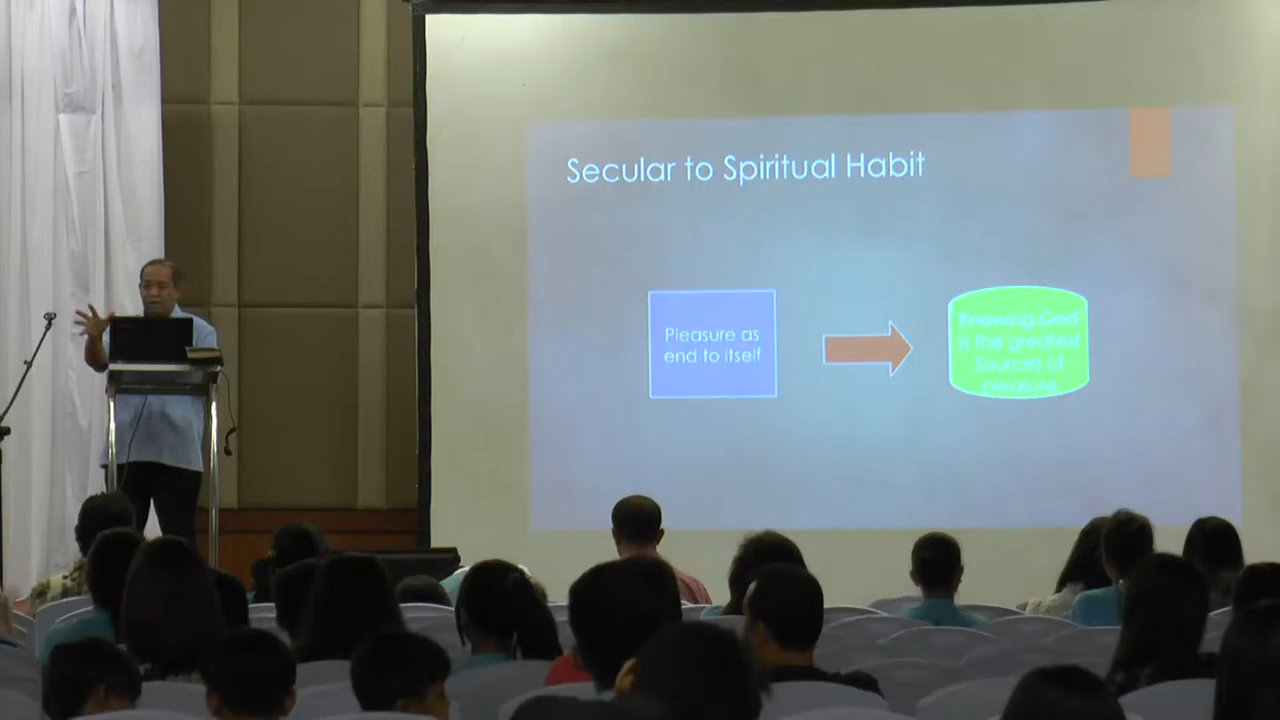 Secular to Spiritual Habit
Pleasure as
end to itself
Knowing God
is the greatest
Sources of
pleasure